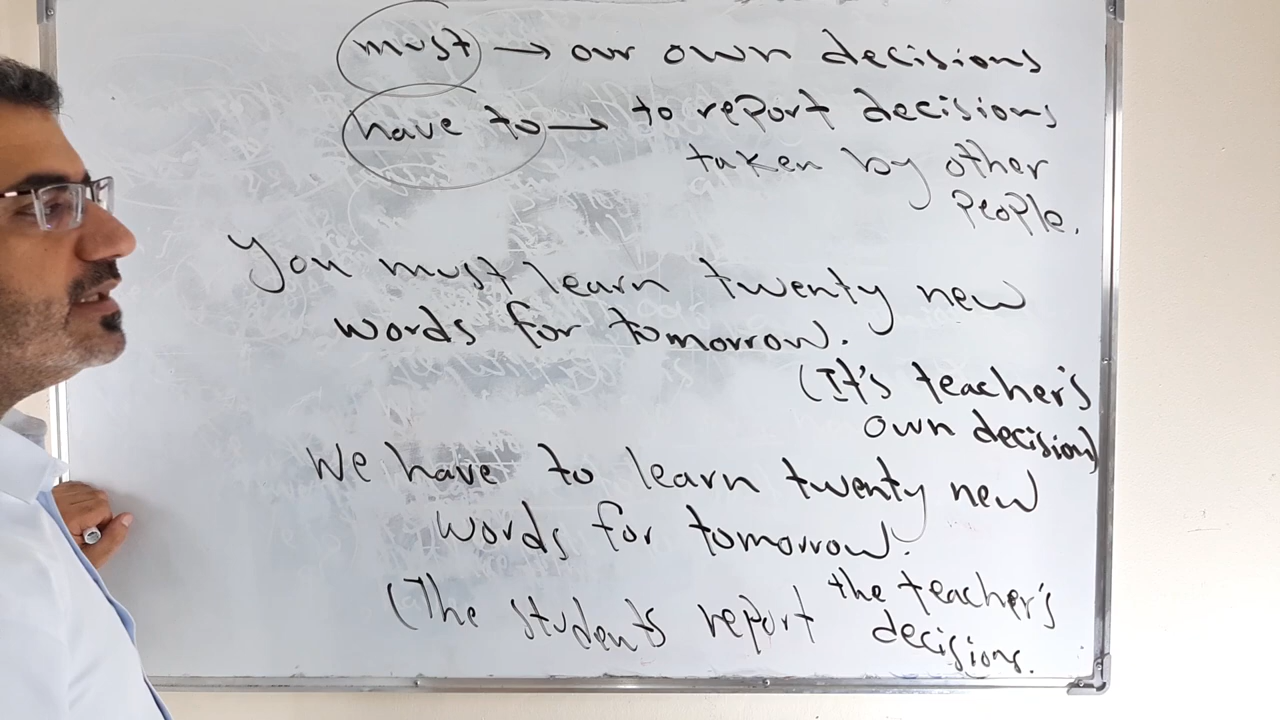 must → our own decisions
have to → to report decisions
taken by other
people.
You must learn twenty new
words for tomorrow.
(It's teacher's
own decision)
We have to learn twenty new
words for tomorrow.
(The students report the teacher's
decisions.